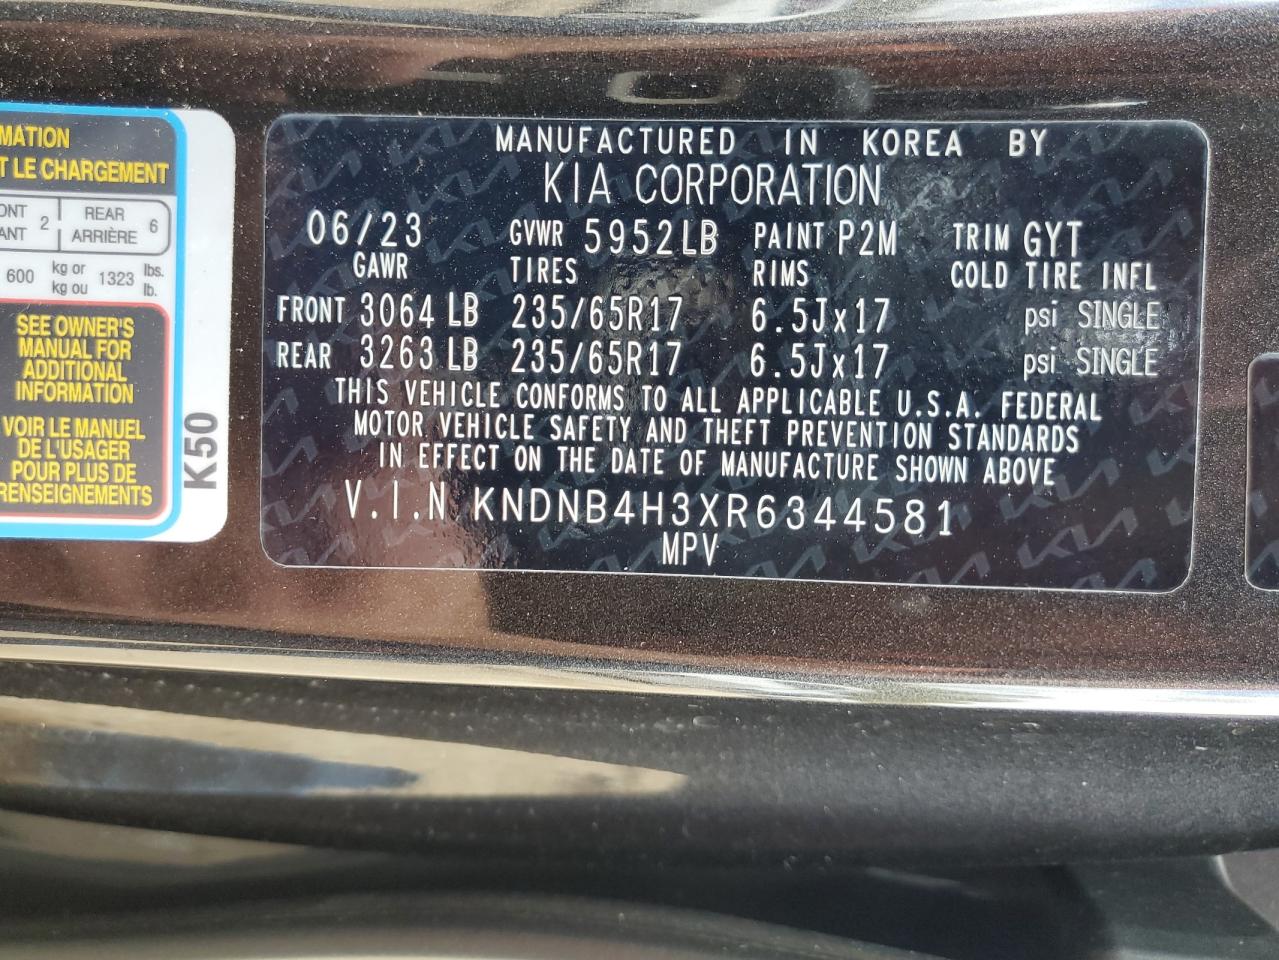 MATION
T LE CHARGEMENT
ONT 2 REAR 6
ANT ARRIÈRE
600 kg or 1323 lbs.
kg ou lb.
SEE OWNER'S
MANUAL FOR
ADDITIONAL
INFORMATION
VOIR LE MANUEL
DE L'USAGER
POUR PLUS DE
RENSEIGNEMENTS
K50
MANUFACTURED IN KOREA BY
KIA CORPORATION
06/23 GVWR 5952LB PAINT P2M TRIM GYT
GAWR TIRES RIMS COLD TIRE INFL
FRONT 3064 LB 235/65R17 6.5Jx17 psi SINGLE
REAR 3263 LB 235/65R17 6.5Jx17 psi SINGLE
THIS VEHICLE CONFORMS TO ALL APPLICABLE U.S.A. FEDERAL
MOTOR VEHICLE SAFETY AND THEFT PREVENTION STANDARDS
IN EFFECT ON THE DATE OF MANUFACTURE SHOWN ABOVE
V.I.N KNDNB4H3XR6344581
MPV